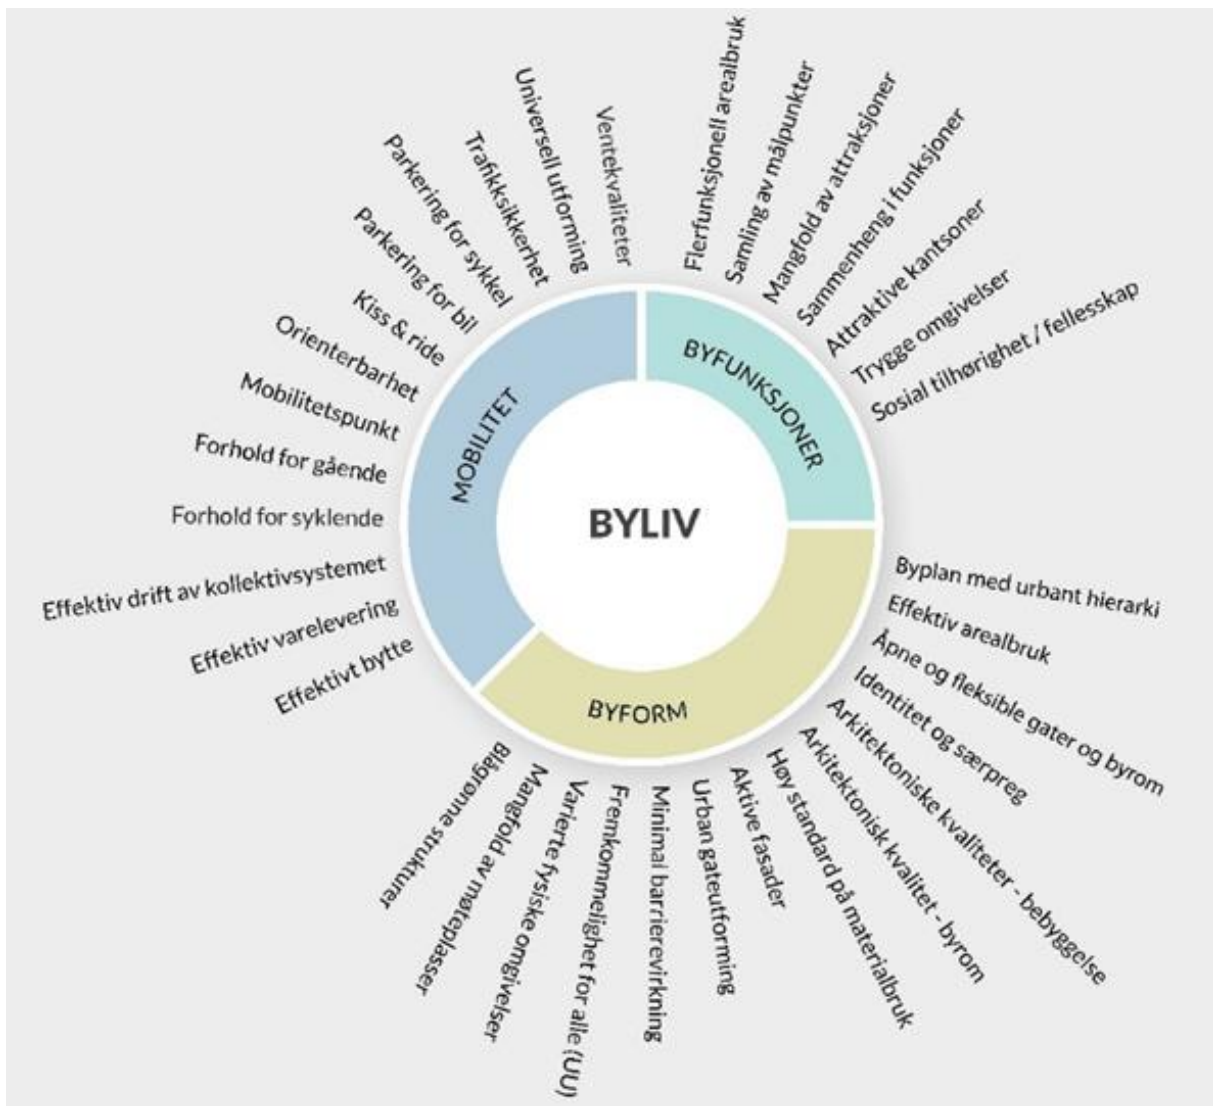 BYLIV
BYFUNKSJONER
Flerfunksjonell arealbruk
Samling av målpunkter
Mangfold av attraksjoner
Sammenheng i funksjoner
Attraktive kantsoner
Trygge omgivelser
Sosial tilhørighet / fellesskap
BYFORM
Byplan med urbant hierarki
Effektiv arealbruk
Åpne og fleksible gater og byrom
Identitet og særpreg
Arkitektoniske kvaliteter - bebyggelse
Arkitektonisk kvalitet - byrom
Høy standard på materialbruk
Aktive fasader
Urban gateutforming
Minimal barrierevirkning
Fremkommelighet for alle (UU)
Varierte fysiske omgivelser
Mangfold av møteplasser
Blågrønne strukturer
MOBILITET
Effektivt bytte
Effektiv varelevering
Effektiv drift av kollektivsystemet
Forhold for syklende
Forhold for gående
Mobilitetspunkt
Orienterbarhet
Kiss & ride
Parkering for bil
Parkering for sykkel
Trafikksikkerhet
Universell utforming
Ventekvaliteter